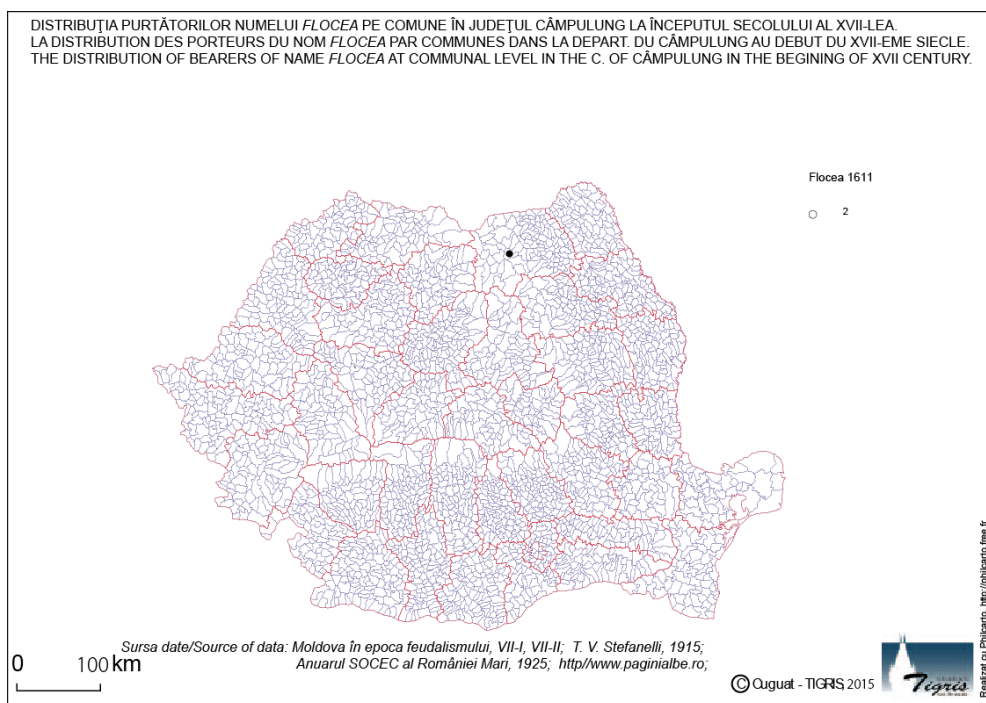 DISTRIBUȚIA PURTĂTORILOR NUMELUI FLOCEA PE COMUNE ÎN JUDEȚUL CÂMPULUNG LA ÎNCEPUTUL SECOLULUI AL XVII-LEA.
LA DISTRIBUTION DES PORTEURS DU NOM FLOCEA PAR COMMUNES DANS LA DEPART. DU CÂMPULUNG AU DEBUT DU XVII-EME SIECLE.
THE DISTRIBUTION OF BEARERS OF NAME FLOCEA AT COMMUNAL LEVEL IN THE C. OF CÂMPULUNG IN THE BEGINING OF XVII CENTURY.
Flocea 1611
2
Sursa date/Source of data: Moldova în epoca feudalismului, VII-I, VII-II; T. V. Stefanelli, 1915;
Anuarul SOCEC al României Mari, 1925; http//www.paginialbe.ro;
0 100 km
© Cuguat - TIGRIS, 2015
Tigris
Realizat cu Philcarto, http://philcarto.free.fr